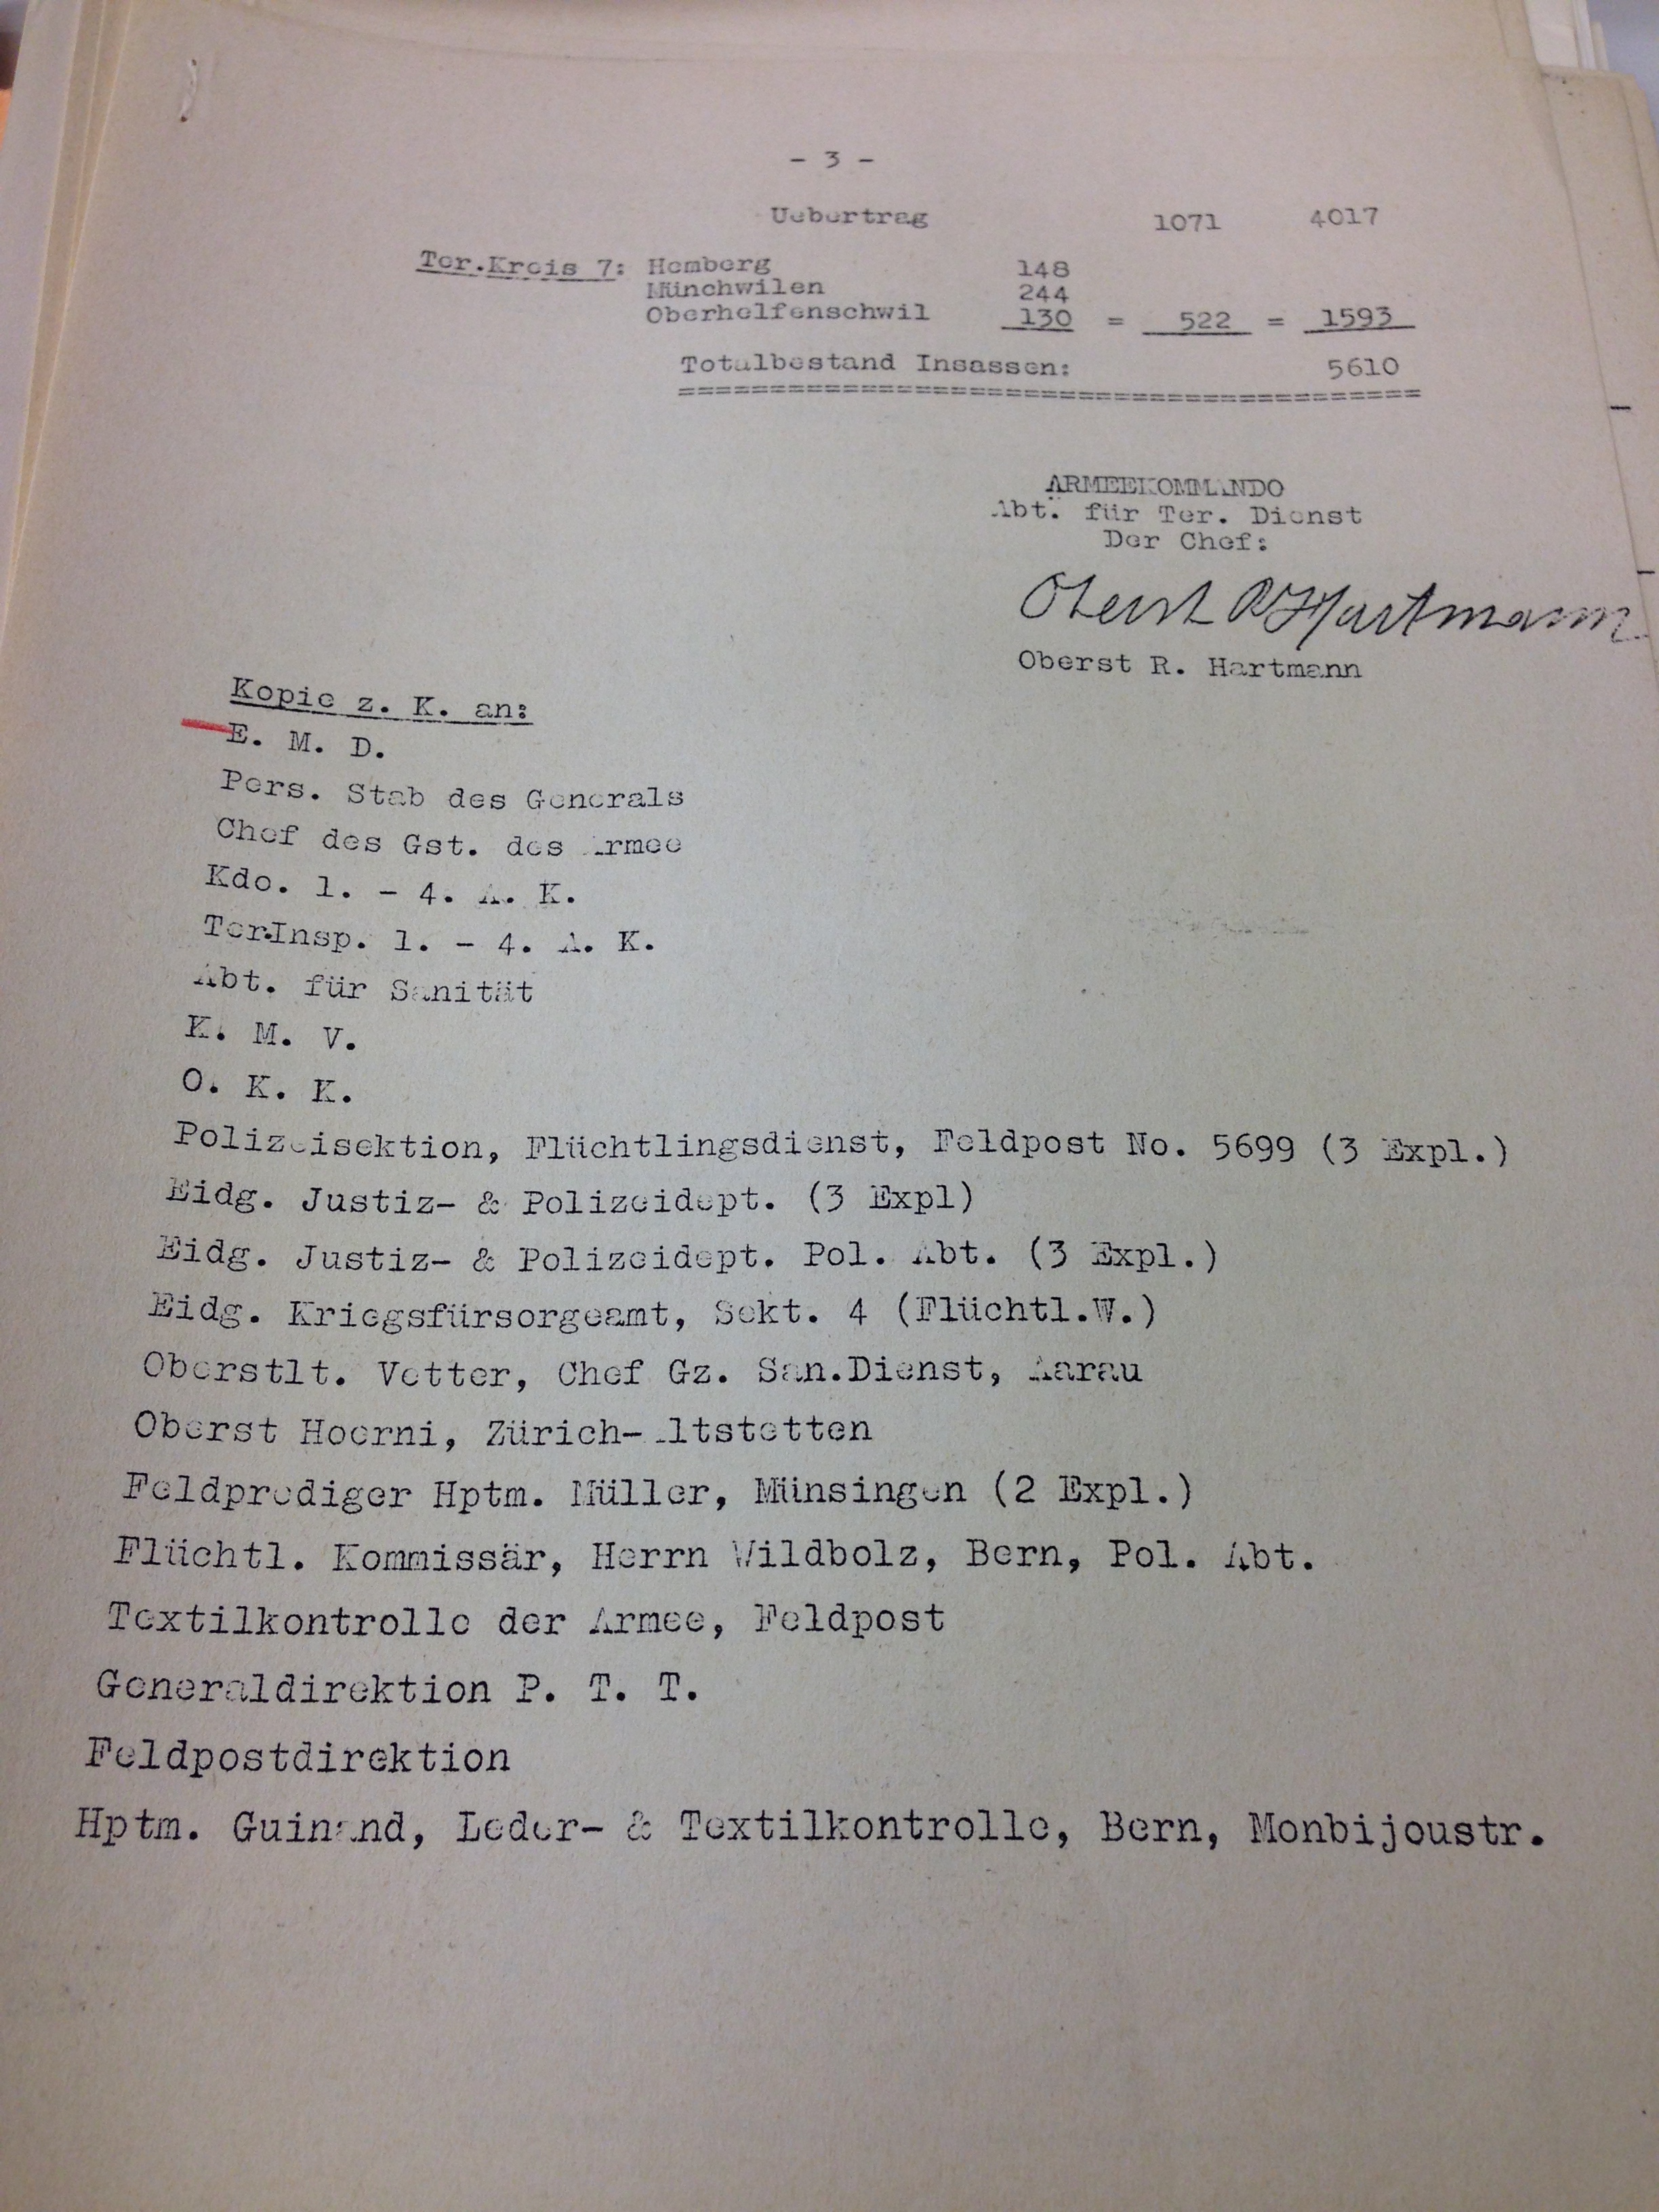 - 3 -
Uebertrag 1071 4017
Ter.Kreis 7: Hemberg 148
Münchwilen 244
Oberhelfenschwil 130 = 522 = 1593
Totalbestand Insassen: 5610
==========================================
ARMEEKOMMANDO
Abt. für Ter. Dienst
Der Chef:
Oberst R Hartmann
Oberst R. Hartmann
Kopie z. K. an:
E. M. D.
Pers. Stab des Generals
Chef des Gst. des Armee
Kdo. 1. - 4. A. K.
Ter.Insp. 1. - 4. A. K.
Abt. für Sanität
K. M. V.
O. K. K.
Polizeisektion, Flüchtlingsdienst, Feldpost No. 5699 (3 Expl.)
Eidg. Justiz- & Polizeidept. (3 Expl)
Eidg. Justiz- & Polizeidept. Pol. Abt. (3 Expl.)
Eidg. Kriegsfürsorgeamt, Sekt. 4 (Flüchtl.W.)
Oberstlt. Vetter, Chef Gz. San.Dienst, Aarau
Oberst Hoerni, Zürich-Altstetten
Feldprediger Hptm. Müller, Münsingen (2 Expl.)
Flüchtl. Kommissär, Herrn Wildbolz, Bern, Pol. Abt.
Textilkontrolle der Armee, Feldpost
Generaldirektion P. T. T.
Feldpostdirektion
Hptm. Guinand, Leder- & Textilkontrolle, Bern, Monbijoustr.